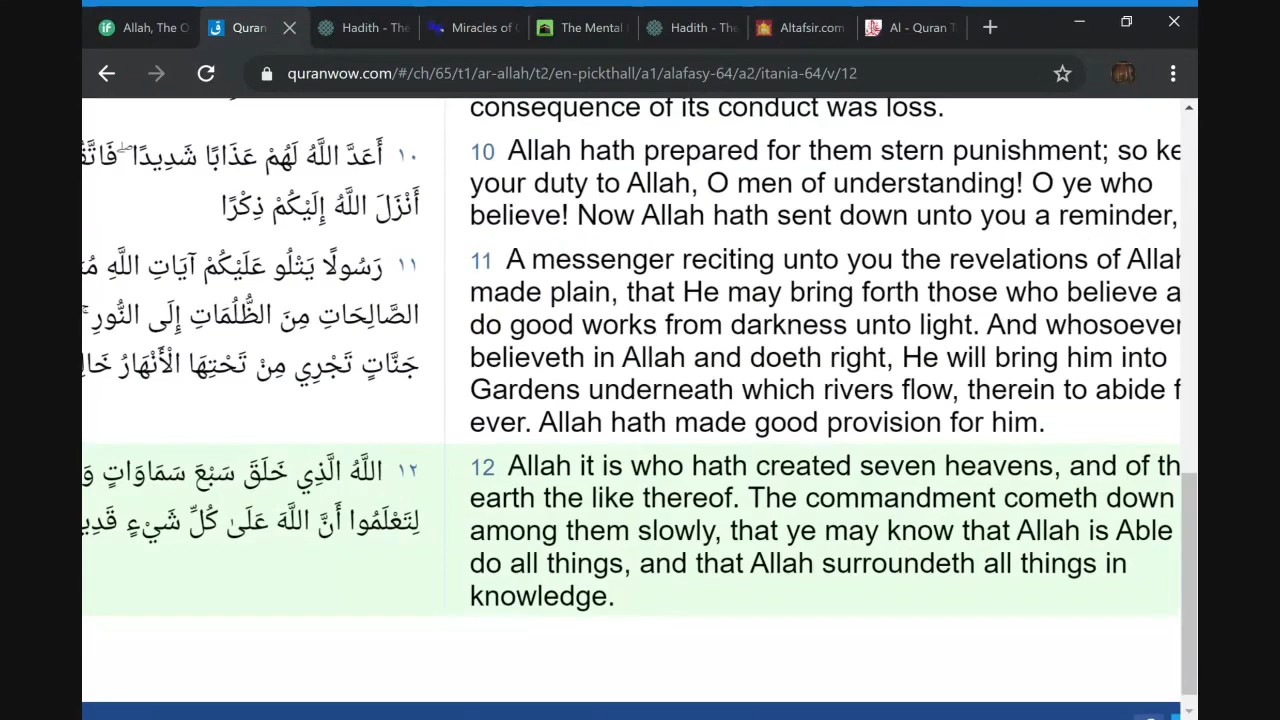 Allah, The O
Quran
Hadith - The
Miracles of
The Mental
Hadith - The
Altafsir.com
Al - Quran T
quranwow.com/#/ch/65/t1/ar-allah/t2/en-pickthall/a1/alafasy-64/a2/itania-64/v/12
consequence of its conduct was loss.
١٠ أَعَدَّ اللَّهُ لَهُمْ عَذَابًا شَدِيدًا ۖ
أَنْزَلَ اللَّهُ إِلَيْكُمْ ذِكْرًا
10 Allah hath prepared for them stern punishment; so ke
your duty to Allah, O men of understanding! O ye who
believe! Now Allah hath sent down unto you a reminder,
١١ رَسُولًا يَتْلُو عَلَيْكُمْ آيَاتِ اللَّهِ
الصَّالِحَاتِ مِنَ الظُّلُمَاتِ إِلَى النُّورِ ۚ
جَنَّاتٍ تَجْرِي مِنْ تَحْتِهَا الْأَنْهَارُ
11 A messenger reciting unto you the revelations of Allah
made plain, that He may bring forth those who believe a
do good works from darkness unto light. And whosoever
believeth in Allah and doeth right, He will bring him into
Gardens underneath which rivers flow, therein to abide f
ever. Allah hath made good provision for him.
١٢ اللَّهُ الَّذِي خَلَقَ سَبْعَ سَمَاوَاتٍ
لِتَعْلَمُوا أَنَّ اللَّهَ عَلَىٰ كُلِّ شَيْءٍ
12 Allah it is who hath created seven heavens, and of th
earth the like thereof. The commandment cometh down
among them slowly, that ye may know that Allah is Able
do all things, and that Allah surroundeth all things in
knowledge.